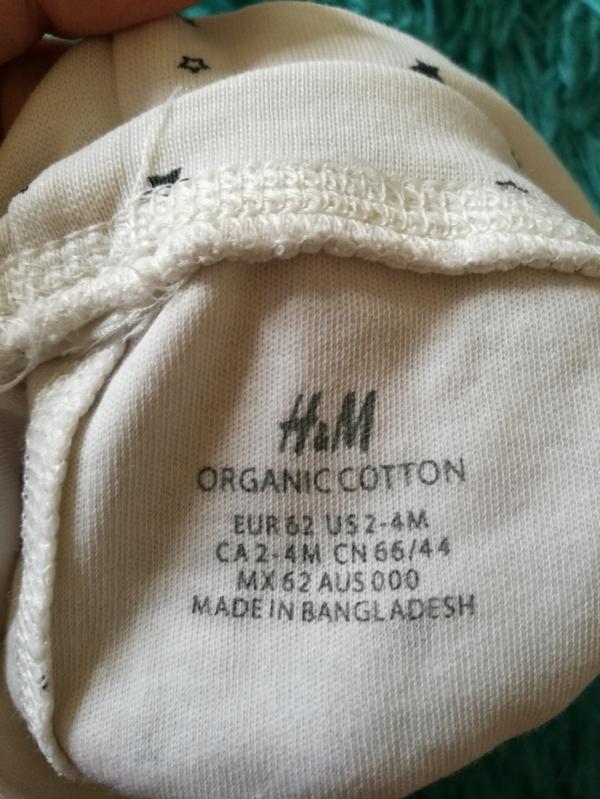 H&M
ORGANIC COTTON
EUR 62 US 2-4M
CA 2-4M CN 66/44
MX 62 AUS 000
MADE IN BANGLADESH